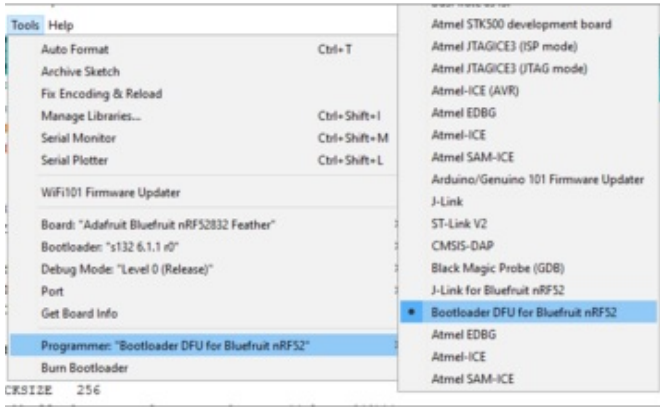 Tools Help
Auto Format Ctrl+T
Archive Sketch
Fix Encoding & Reload
Manage Libraries... Ctrl+Shift+I
Serial Monitor Ctrl+Shift+M
Serial Plotter Ctrl+Shift+L
WiFi101 Firmware Updater
Board: "Adafruit Bluefruit nRF52832 Feather"
Bootloader: "s132 6.1.1 r0"
Debug Mode: "Level 0 (Release)"
Port
Get Board Info
Programmer: "Bootloader DFU for Bluefruit nRF52"
Burn Bootloader
CKSIZE 256
Atmel STK500 development board
Atmel JTAGICE3 (ISP mode)
Atmel JTAGICE3 (JTAG mode)
Atmel-ICE (AVR)
Atmel EDBG
Atmel-ICE
Atmel SAM-ICE
Arduino/Genuino 101 Firmware Updater
J-Link
ST-Link V2
CMSIS-DAP
Black Magic Probe (GDB)
J-Link for Bluefruit nRF52
Bootloader DFU for Bluefruit nRF52
Atmel EDBG
Atmel-ICE
Atmel SAM-ICE